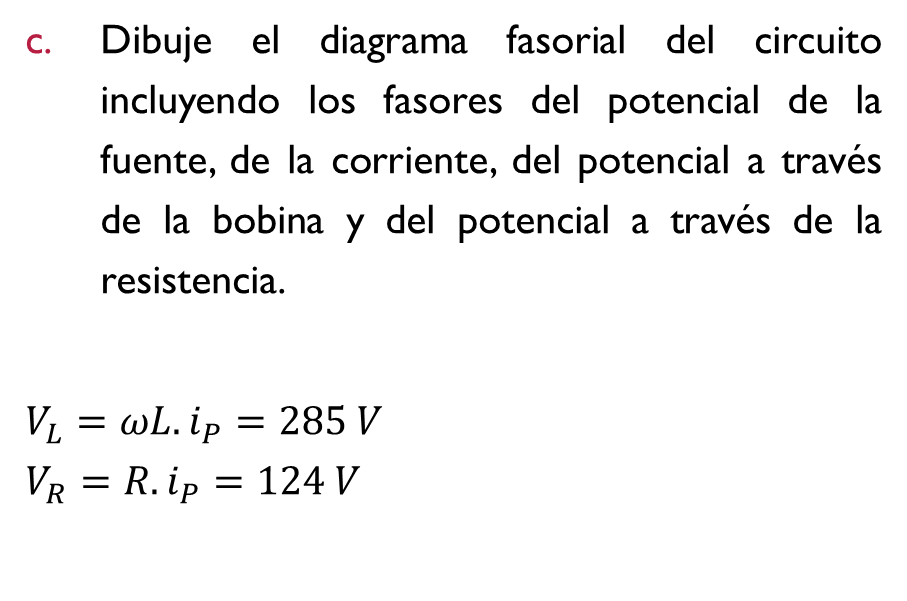 c. Dibuje el diagrama fasorial del circuito
incluyendo los fasores del potencial de la
fuente, de la corriente, del potencial a través
de la bobina y del potencial a través de la
resistencia.
V_L = ωL. i_P = 285 V
V_R = R. i_P = 124 V